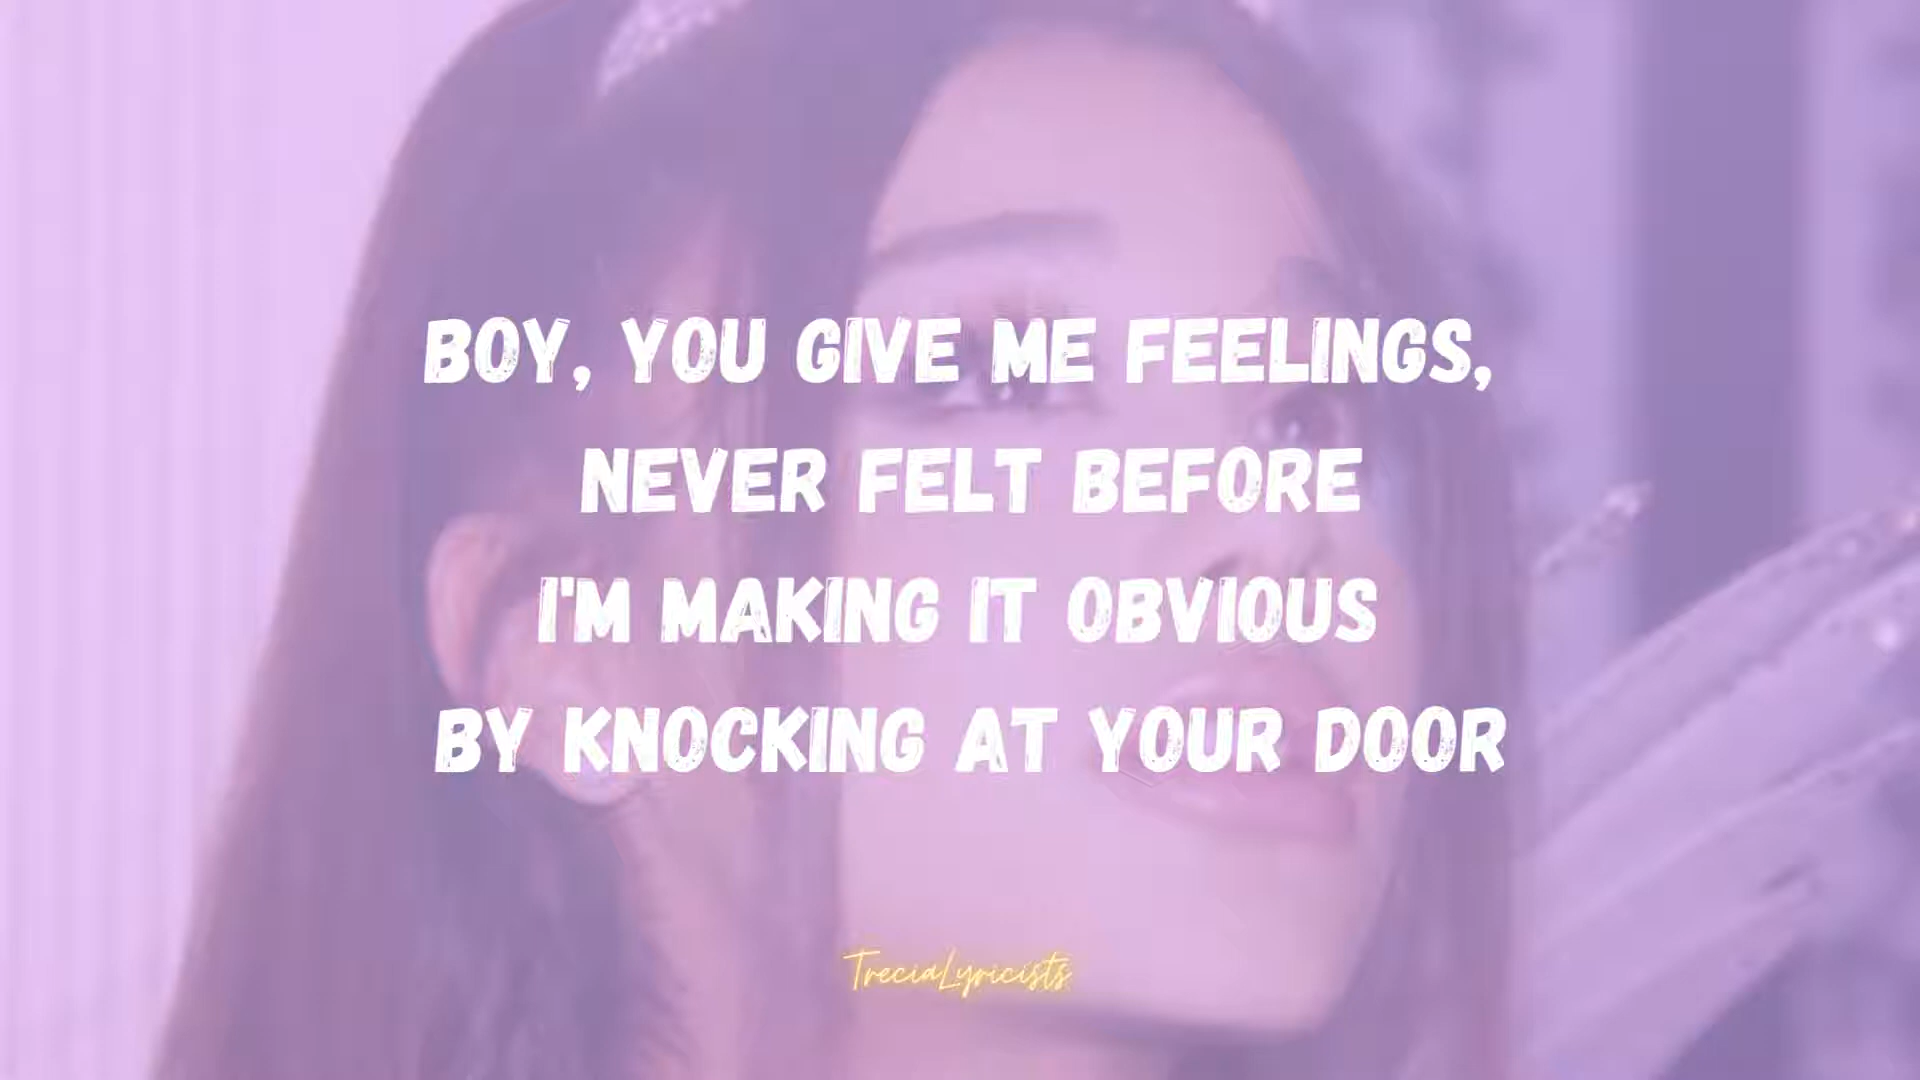 BOY, YOU GIVE ME FEELINGS,
NEVER FELT BEFORE
I'M MAKING IT OBVIOUS
BY KNOCKING AT YOUR DOOR
TreciaLyricists